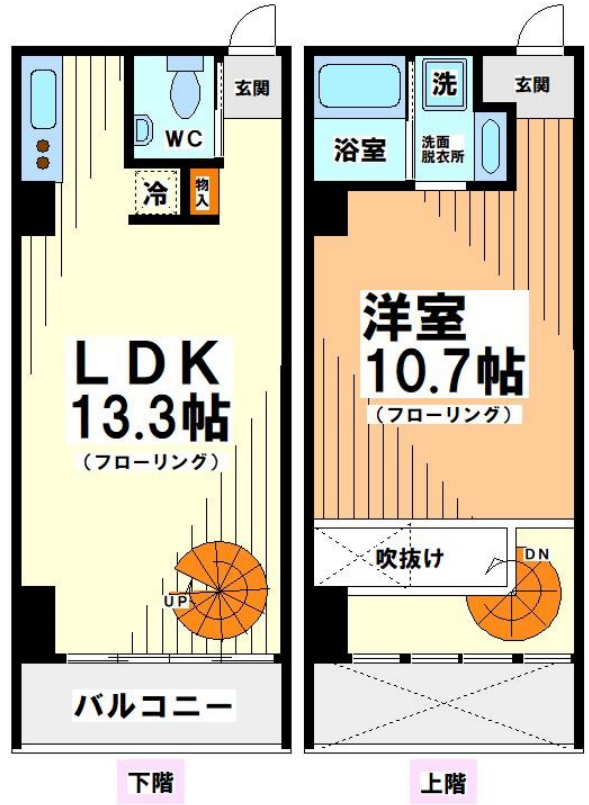 玄関
WC
冷
物入
LDK
13.3帖
(フローリング)
UP
バルコニー
下階
洗
玄関
浴室
洗面
脱衣所
洋室
10.7帖
(フローリング)
吹抜け
DN
上階